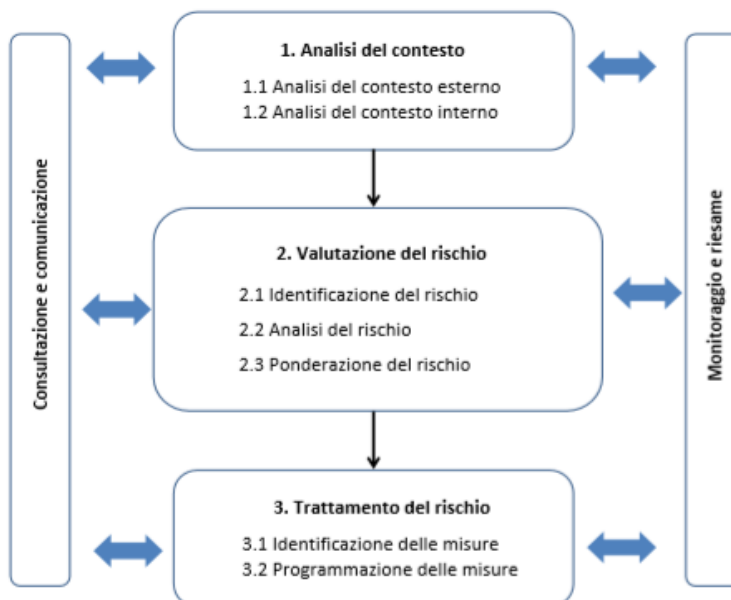 Consultazione e comunicazione
1. Analisi del contesto
1.1 Analisi del contesto esterno
1.2 Analisi del contesto interno
2. Valutazione del rischio
2.1 Identificazione del rischio
2.2 Analisi del rischio
2.3 Ponderazione del rischio
3. Trattamento del rischio
3.1 Identificazione delle misure
3.2 Programmazione delle misure
Monitoraggio e riesame